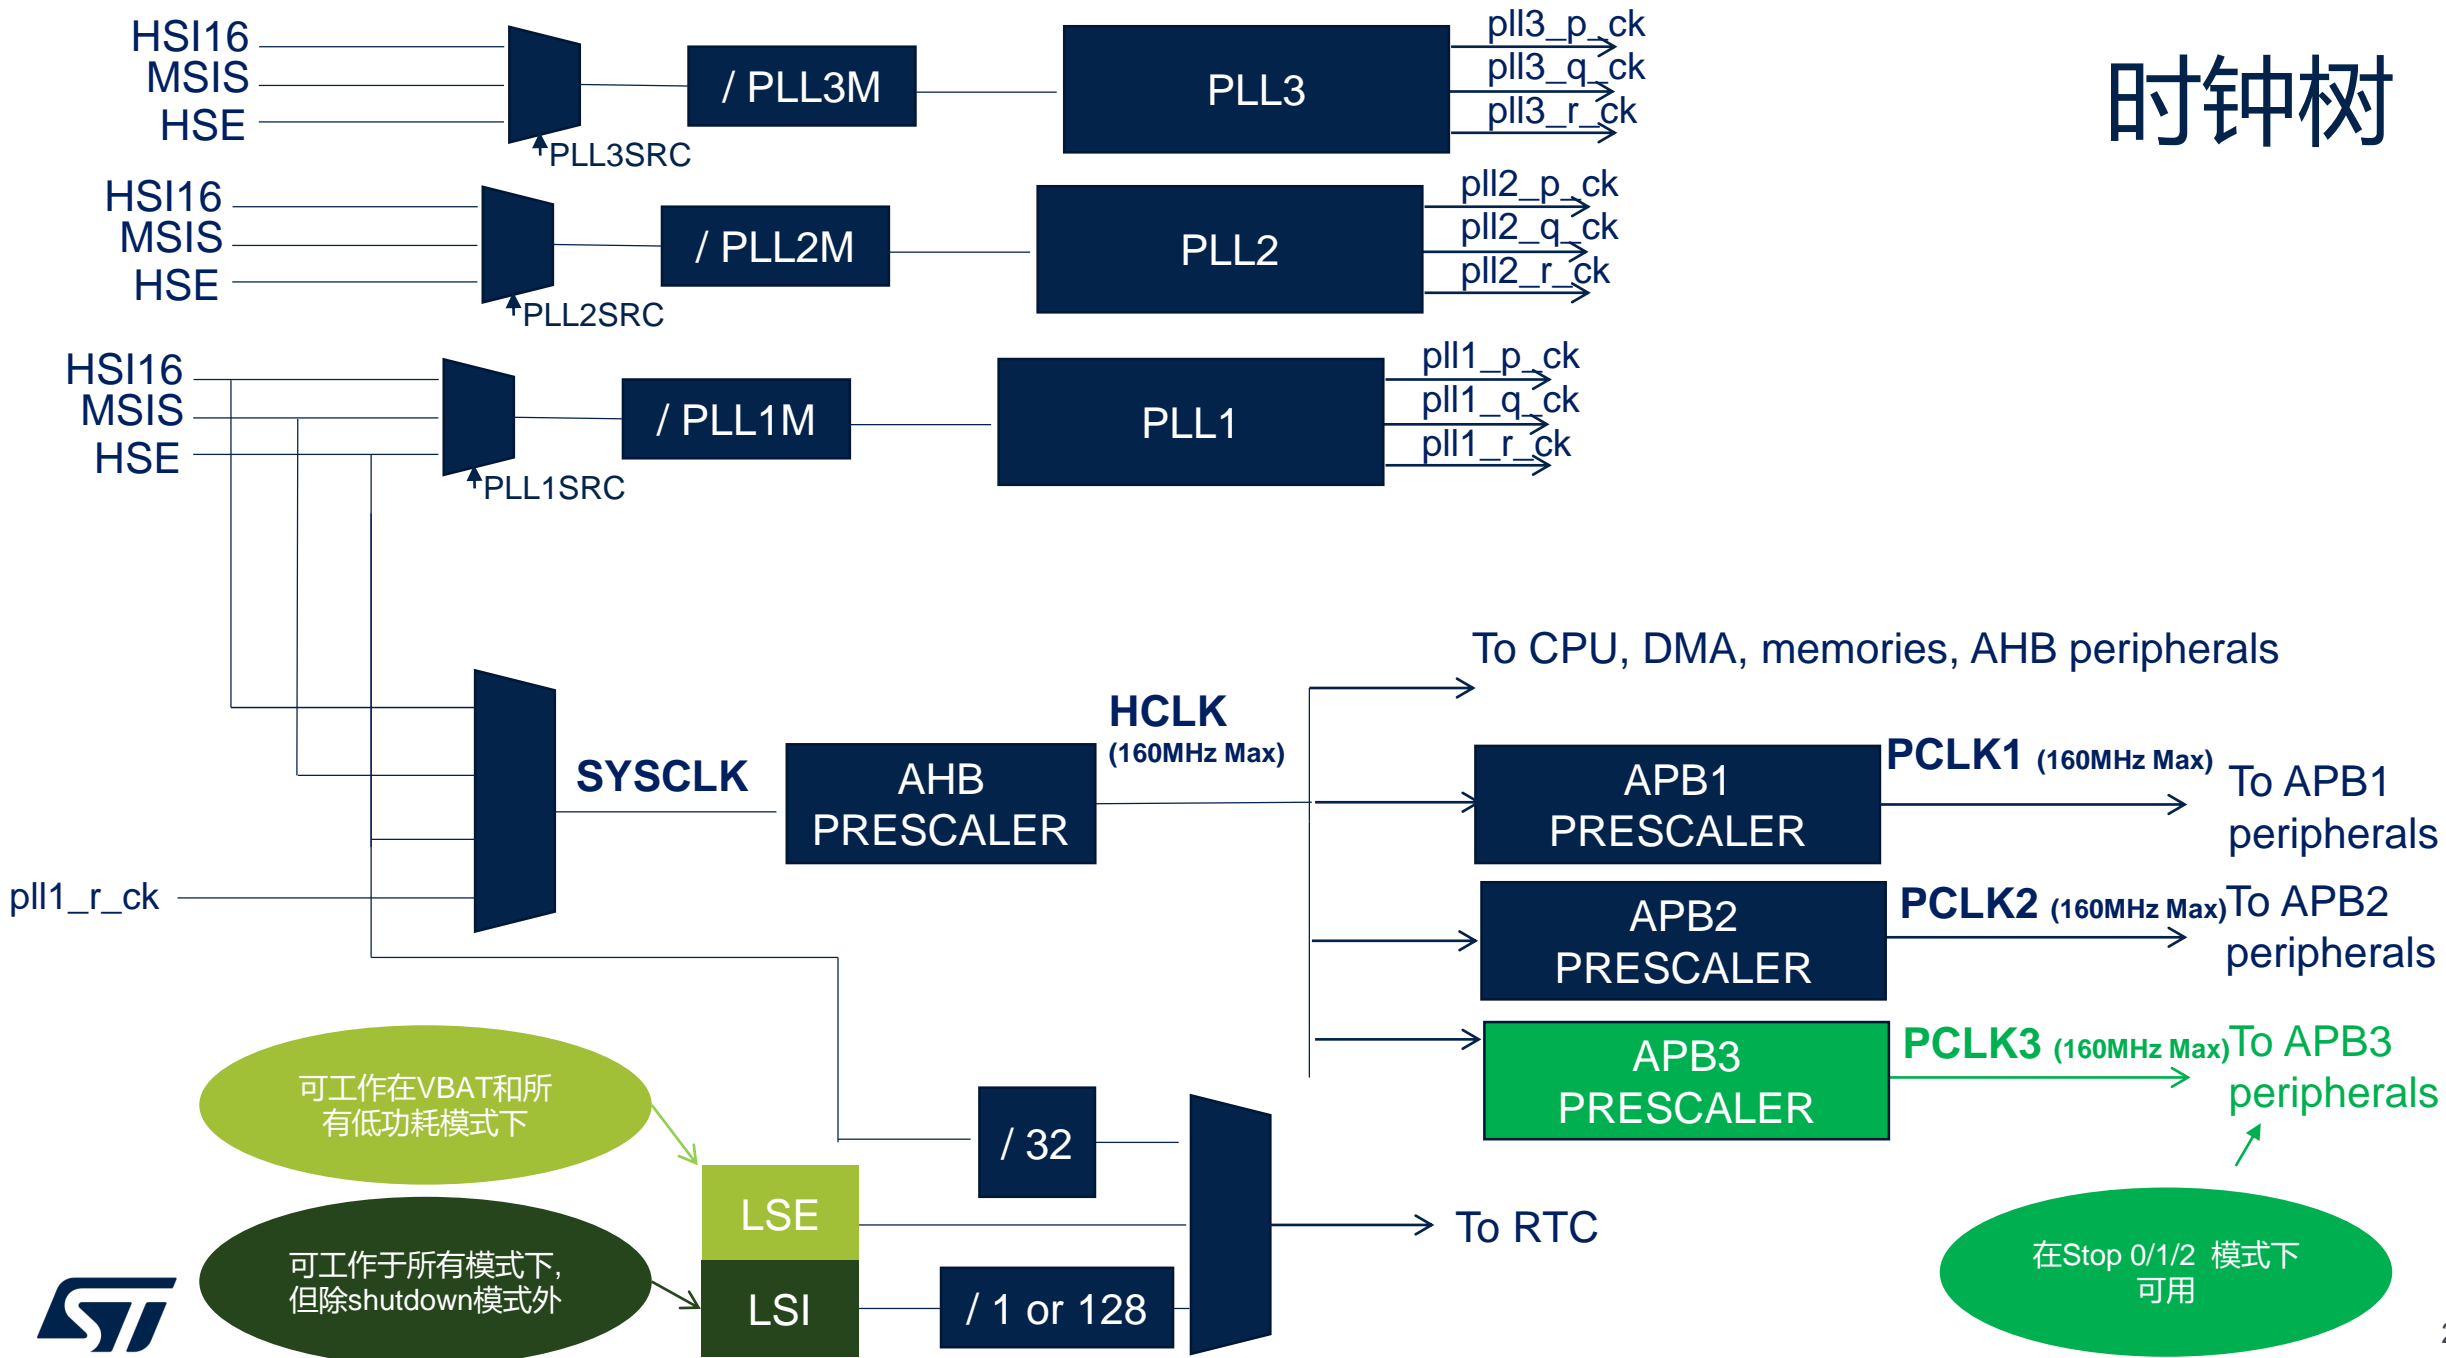 时钟树
HSI16
MSIS
HSE
PLL3SRC
/ PLL3M
PLL3
pll3_p_ck
pll3_q_ck
pll3_r_ck
HSI16
MSIS
HSE
PLL2SRC
/ PLL2M
PLL2
pll2_p_ck
pll2_q_ck
pll2_r_ck
HSI16
MSIS
HSE
PLL1SRC
/ PLL1M
PLL1
pll1_p_ck
pll1_q_ck
pll1_r_ck
To CPU, DMA, memories, AHB peripherals
pll1_r_ck
SYSCLK
AHB
PRESCALER
HCLK
(160MHz Max)
APB1
PRESCALER
PCLK1 (160MHz Max)
To APB1
peripherals
APB2
PRESCALER
PCLK2 (160MHz Max)
To APB2
peripherals
APB3
PRESCALER
PCLK3 (160MHz Max)
To APB3
peripherals
可工作在VBAT和所
有低功耗模式下
/ 32
LSE
To RTC
可工作于所有模式下,
但除shutdown模式外
LSI
/ 1 or 128
在Stop 0/1/2 模式下
可用
ST